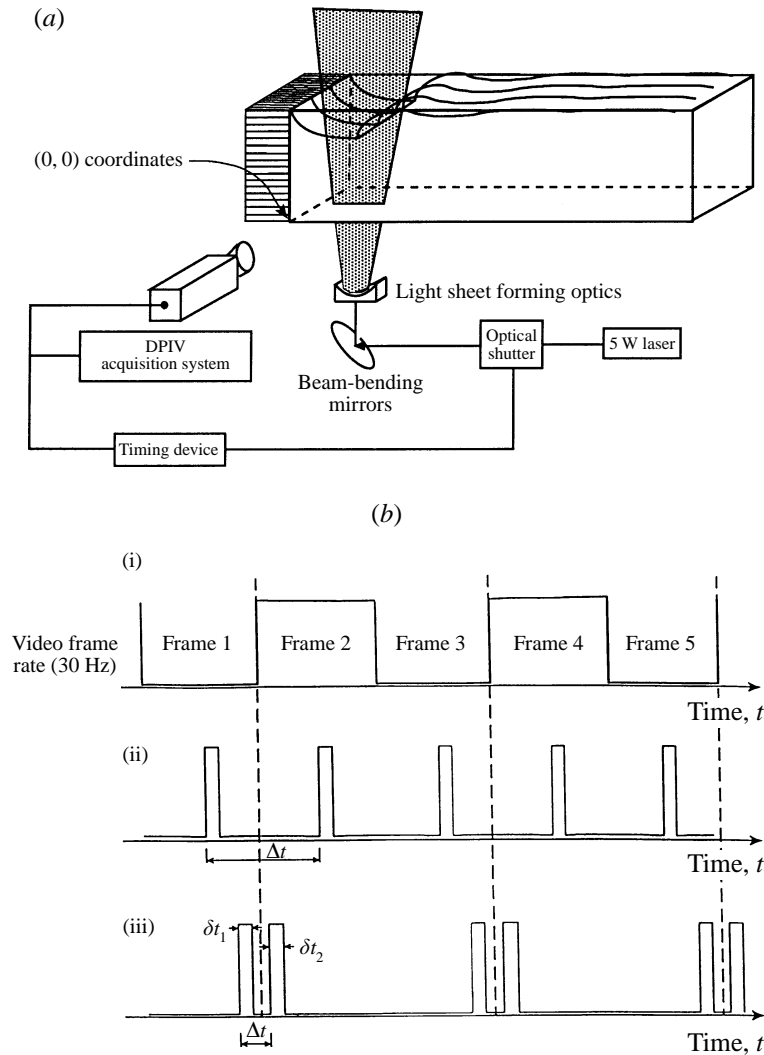 (a)
(0, 0) coordinates
Light sheet forming optics
DPIV
acquisition system
Optical
shutter
5 W laser
Beam-bending
mirrors
Timing device
(b)
(i)
Video frame
rate (30 Hz)
Frame 1
Frame 2
Frame 3
Frame 4
Frame 5
Time, t
(ii)
Δt
Time, t
(iii)
δt₁
δt₂
Δt
Time, t